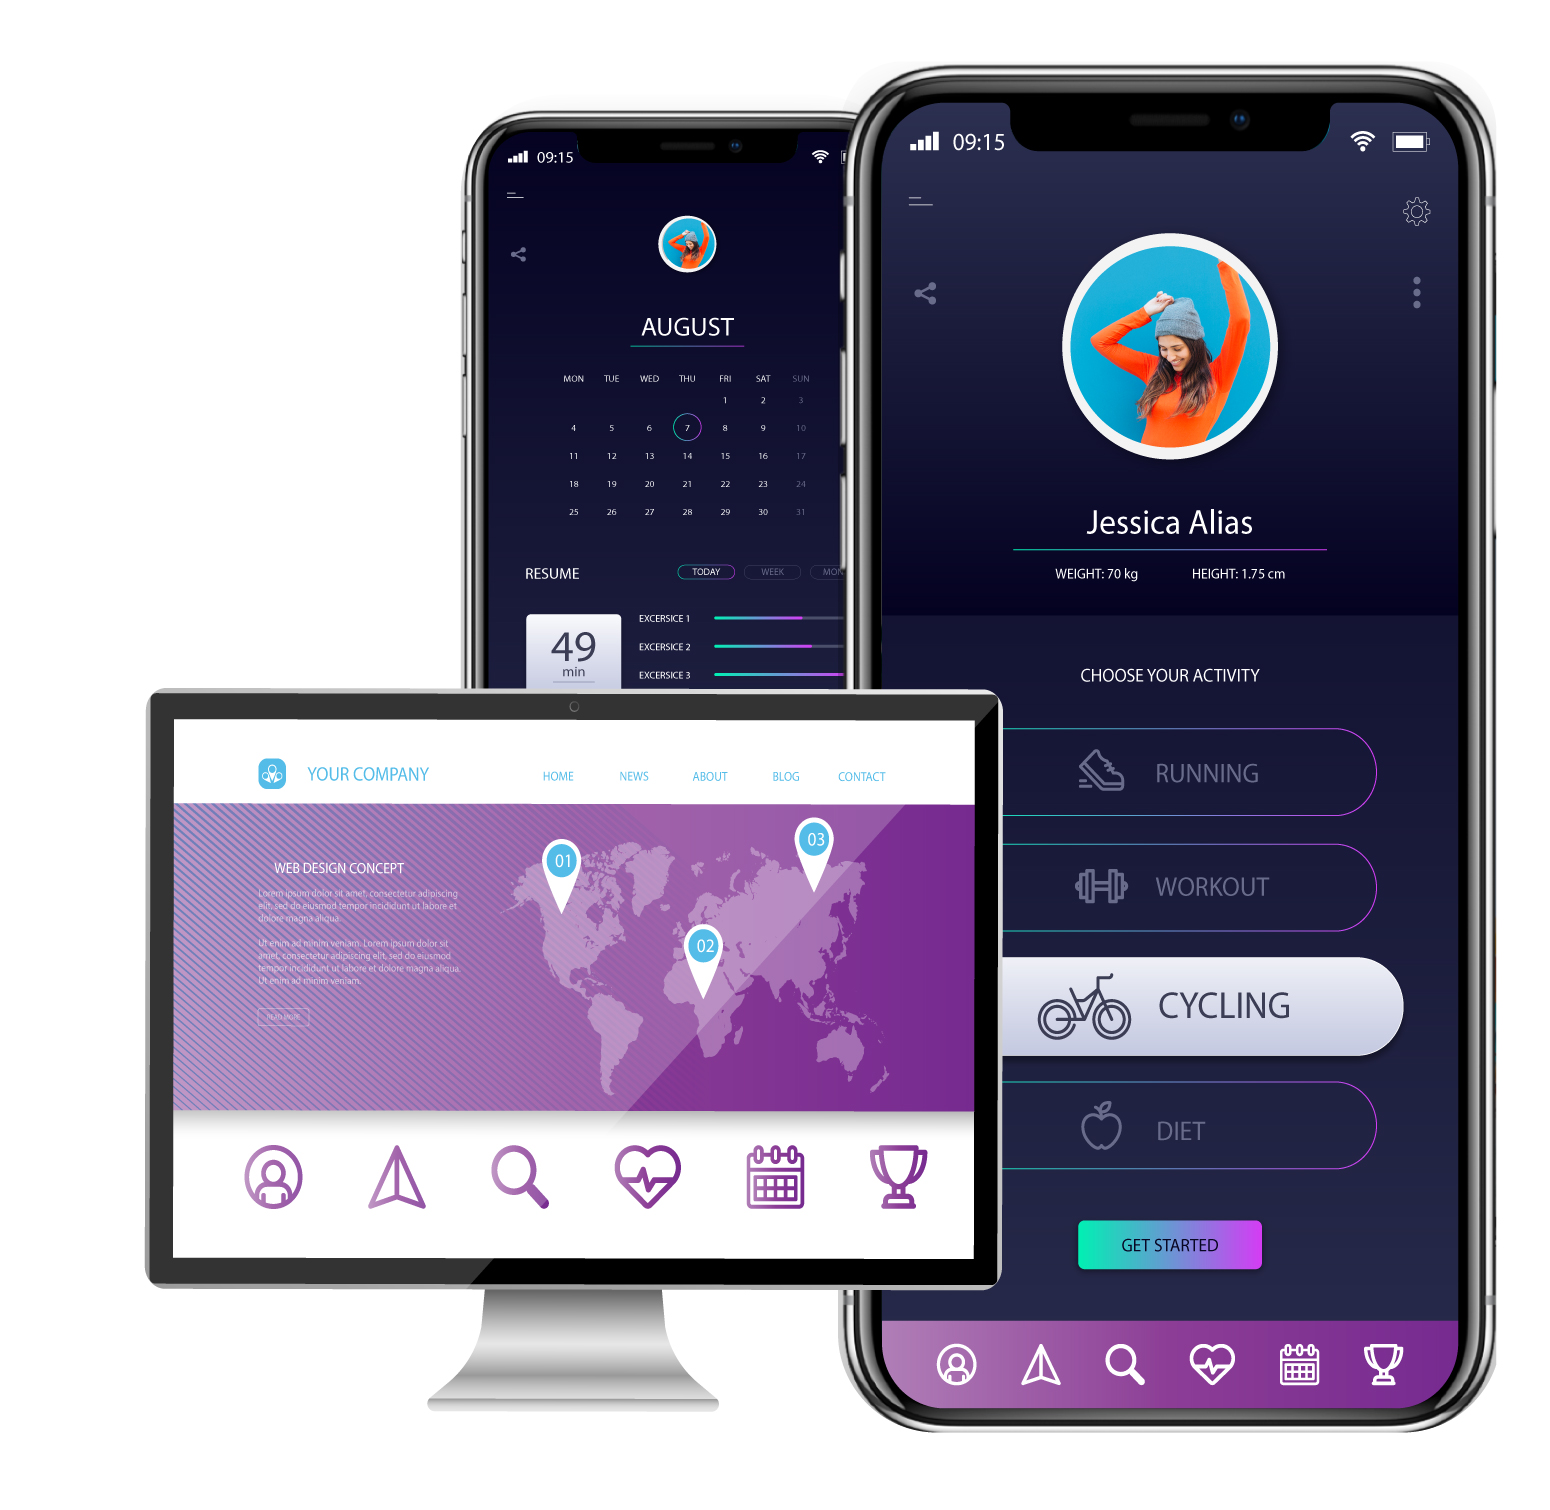 09:15
AUGUST
MON TUE WED THU FRI SAT SUN
1 2 3
4 5 6 7 8 9 10
11 12 13 14 15 16 17
18 19 20 21 22 23 24
25 26 27 28 29 30 31
RESUME TODAY WEEK MON
49
min
EXCERSICE 1
EXCERSICE 2
EXCERSICE 3
09:15
Jessica Alias
WEIGHT: 70 kg HEIGHT: 1.75 cm
CHOOSE YOUR ACTIVITY
RUNNING
WORKOUT
CYCLING
DIET
GET STARTED
YOUR COMPANY HOME NEWS ABOUT BLOG CONTACT
WEB DESIGN CONCEPT
Lorem ipsum dolor sit amet, consectetur adipiscing
elit, sed do eiusmod tempor incididunt ut labore et
dolore magna aliqua.
Ut enim ad minim veniam. Lorem ipsum dolor sit
amet, consectetur adipiscing elit, sed do eiusmod
tempor incididunt ut labore et dolore magna aliqua.
Ut enim ad minim veniam.
READ MORE
01
02
03